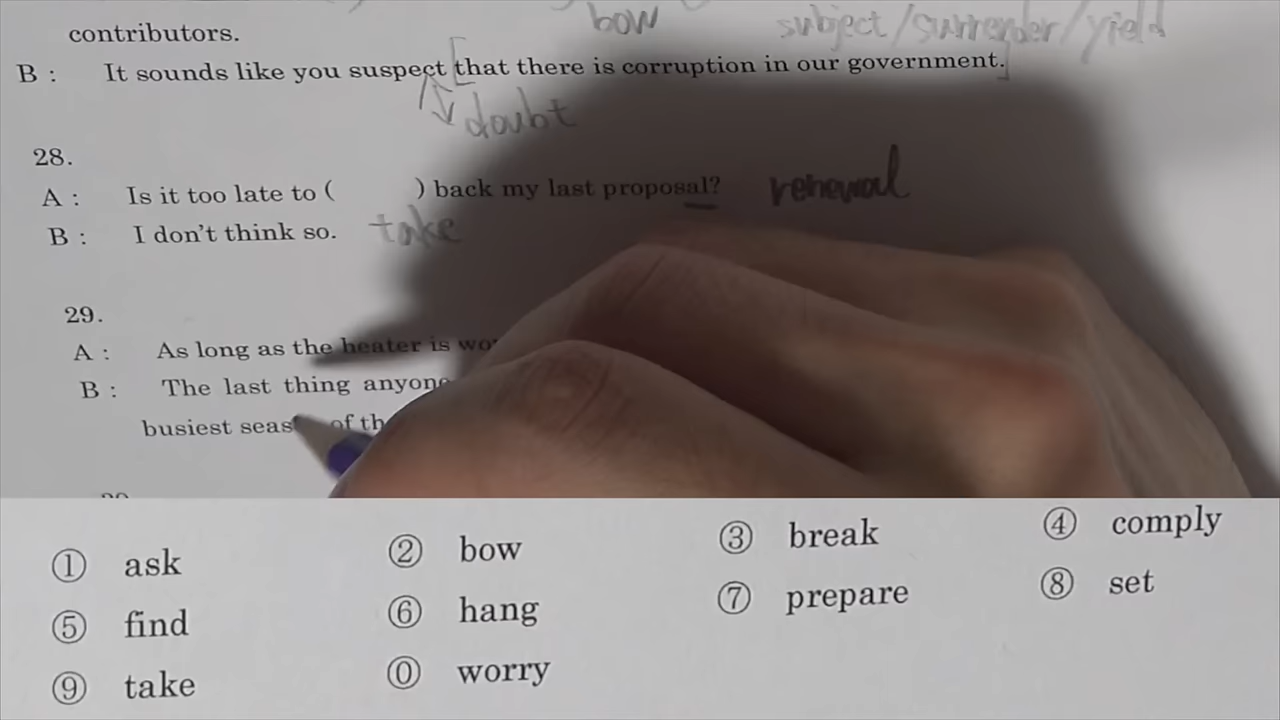 contributors.
bow
subject/surrender/yield
B : It sounds like you suspect that there is corruption in our government.
doubt
28.
A : Is it too late to ( ) back my last proposal?
renewal
B : I don't think so.
take
29.
A : As long as the heater is
B : The last thing anyone
busiest of
① ask
② bow
③ break
④ comply
⑤ find
⑥ hang
⑦ prepare
⑧ set
⑨ take
⓪ worry